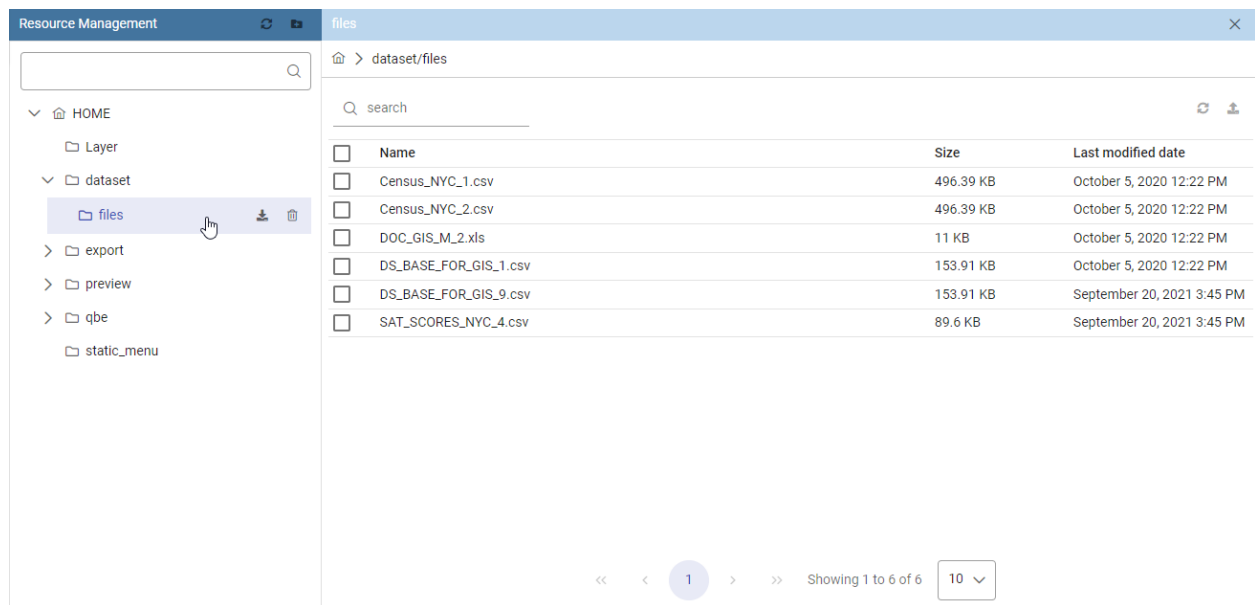 Resource Management
files
dataset/files
HOME
Layer
dataset
files
export
preview
qbe
static_menu
search
Name Size Last modified date
Census_NYC_1.csv 496.39 KB October 5, 2020 12:22 PM
Census_NYC_2.csv 496.39 KB October 5, 2020 12:22 PM
DOC_GIS_M_2.xls 11 KB October 5, 2020 12:22 PM
DS_BASE_FOR_GIS_1.csv 153.91 KB October 5, 2020 12:22 PM
DS_BASE_FOR_GIS_9.csv 153.91 KB September 20, 2021 3:45 PM
SAT_SCORES_NYC_4.csv 89.6 KB September 20, 2021 3:45 PM
1 Showing 1 to 6 of 6 10